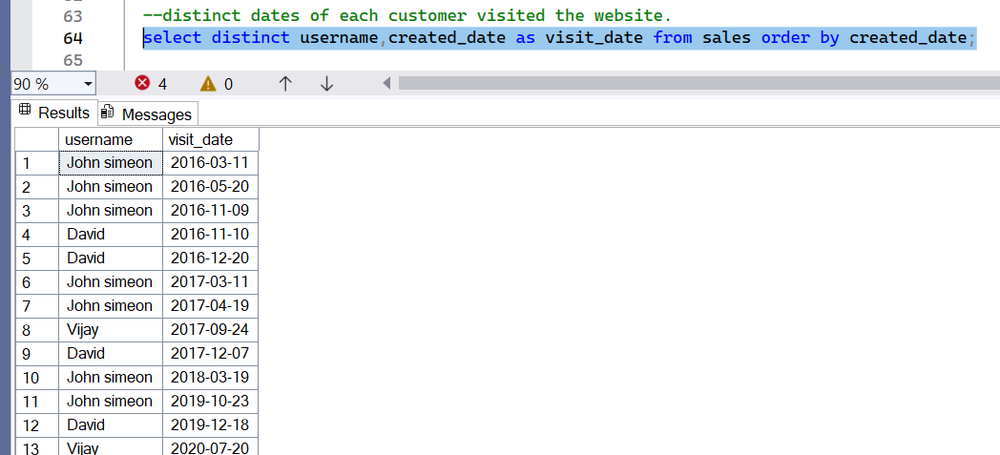 63 --distinct dates of each customer visited the website.
64 select distinct username,created_date as visit_date from sales order by created_date;
65
90 % 4 0
Results Messages
username visit_date
1 John simeon 2016-03-11
2 John simeon 2016-05-20
3 John simeon 2016-11-09
4 David 2016-11-10
5 David 2016-12-20
6 John simeon 2017-03-11
7 John simeon 2017-04-19
8 Vijay 2017-09-24
9 David 2017-12-07
10 John simeon 2018-03-19
11 John simeon 2019-10-23
12 David 2019-12-18
13 Vijay 2020-07-20